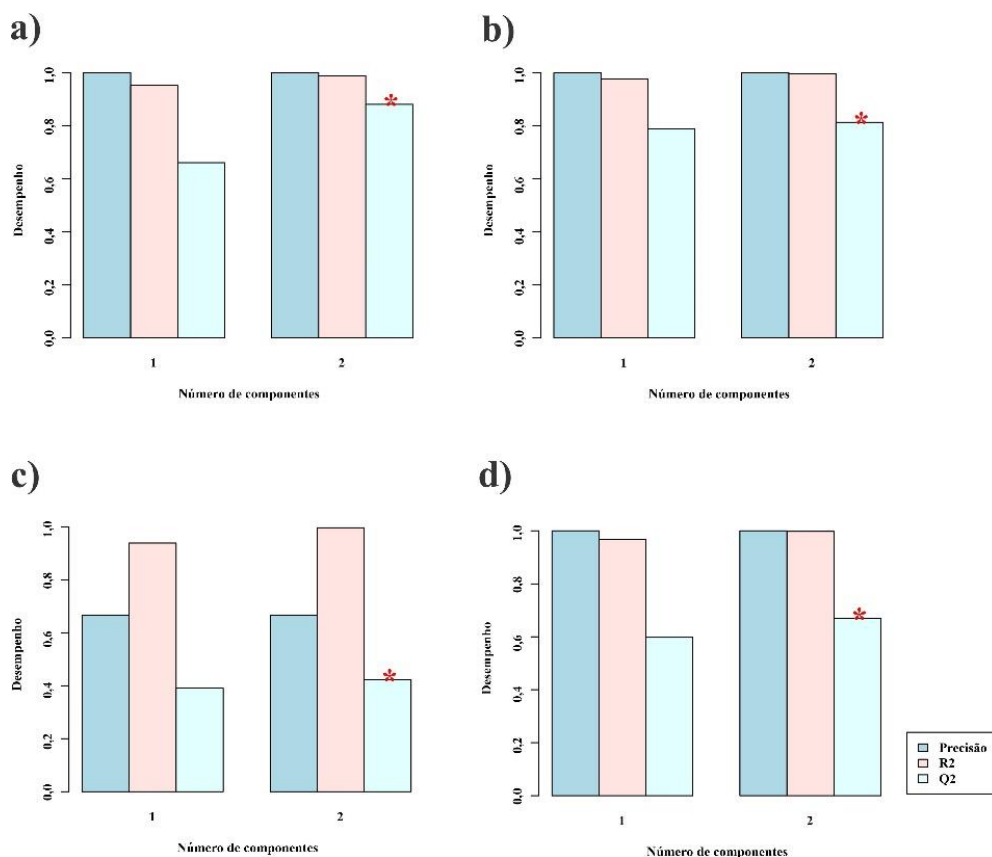 a)
1,0
0,8
0,6
0,4
0,2
0,0
Desempenho
1
2
Número de componentes
*
b)
1,0
0,8
0,6
0,4
0,2
0,0
Desempenho
1
2
Número de componentes
*
c)
1,0
0,8
0,6
0,4
0,2
0,0
Desempenho
1
2
Número de componentes
*
d)
1,0
0,8
0,6
0,4
0,2
0,0
Desempenho
1
2
Número de componentes
*
Precisão
R2
Q2